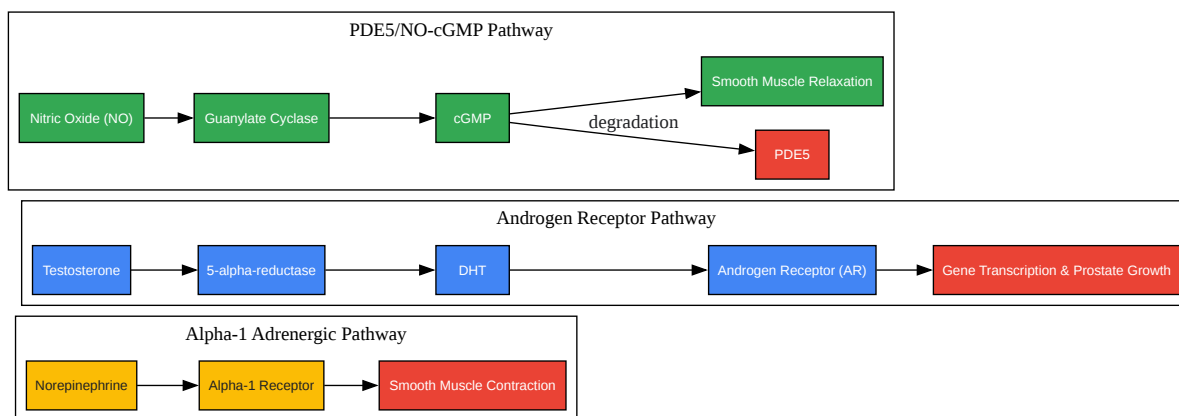 PDE5/NO-cGMP Pathway
Nitric Oxide (NO)
Guanylate Cyclase
cGMP
Smooth Muscle Relaxation
degradation
PDE5
Androgen Receptor Pathway
Testosterone
5-alpha-reductase
DHT
Androgen Receptor (AR)
Gene Transcription & Prostate Growth
Alpha-1 Adrenergic Pathway
Norepinephrine
Alpha-1 Receptor
Smooth Muscle Contraction